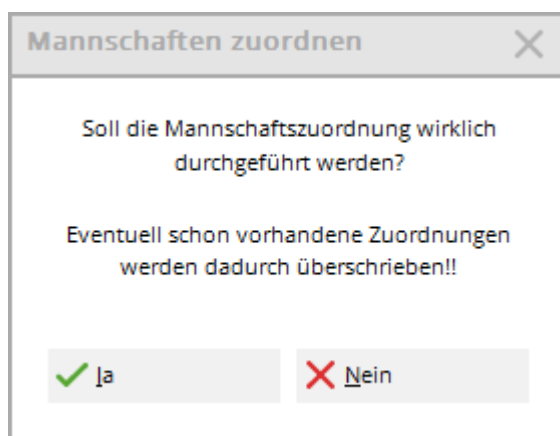 Mannschaften zuordnen
Soll die Mannschaftszuordnung wirklich
durchgeführt werden?
Eventuell schon vorhandene Zuordnungen
werden dadurch überschrieben!!
Ja
Nein